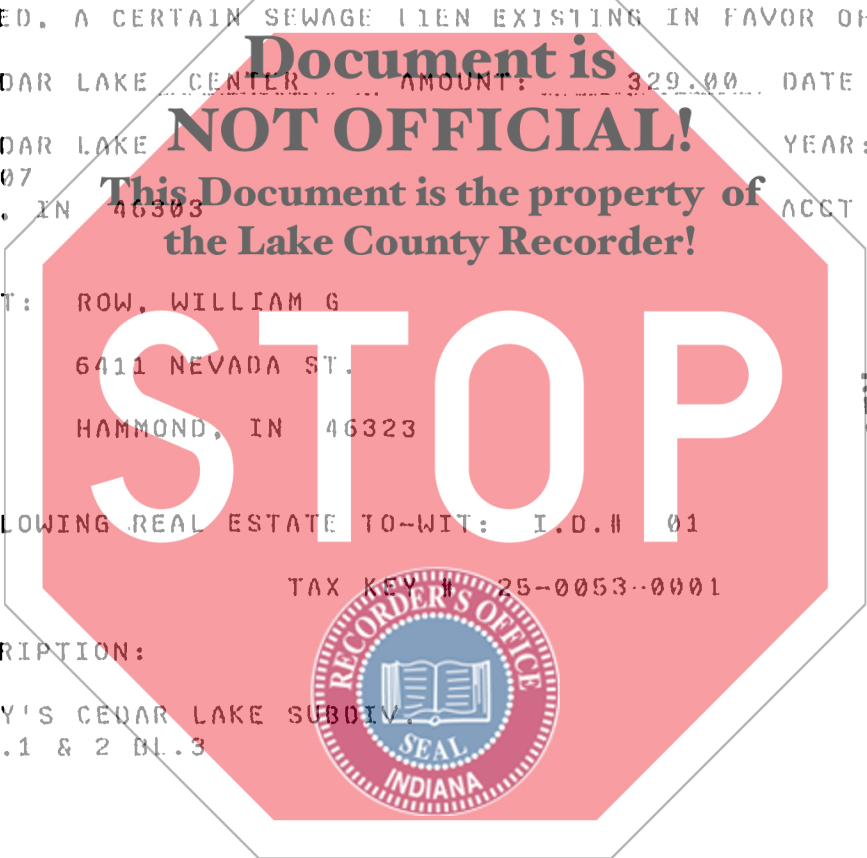 ED. A CERTAIN SEWAGE LIEN EXISTING IN FAVOR OF
Document is
DAR LAKE CENTER AMOUNT: 329.00 DATE
NOT OFFICIAL!
DAR LAKE YEAR:
07
This Document is the property of
. IN 46303 ACCT
the Lake County Recorder!
T: ROW, WILLIAM G
6411 NEVADA ST.
HAMMOND, IN 46323
STOP
LOWING REAL ESTATE TO-WIT: I.D.# 01
TAX KEY # 25-0053-0001
RIPTION:
Y'S CEDAR LAKE SUBDIV.
.1 & 2 BL.3
RECORDER'S OFFICE
SEAL
INDIANA